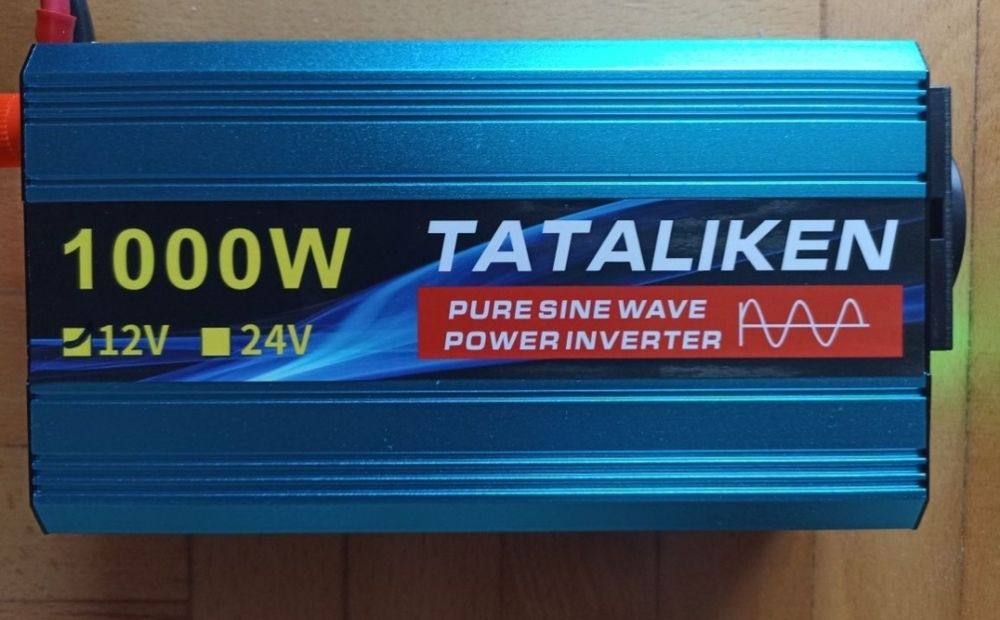 1000W
12V 24V
TATALIKEN
PURE SINE WAVE
POWER INVERTER